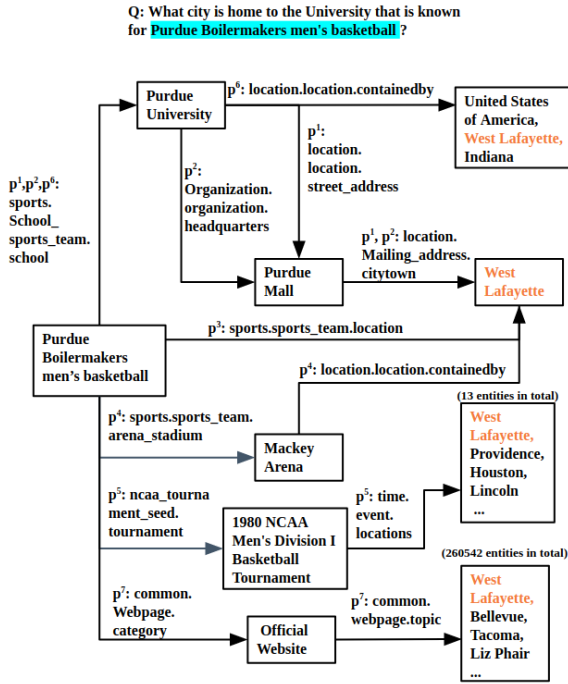 Q: What city is home to the University that is known
for Purdue Boilermakers men's basketball ?
Purdue
University
p⁶: location.location.containedby
United States
of America,
West Lafayette,
Indiana
p¹:
location.
location.
street_address
p¹,p²,p⁶:
sports.
School_
sports_team.
school
p²:
Organization.
organization.
headquarters
p¹, p²: location.
Mailing_address.
citytown
Purdue
Mall
West
Lafayette
p³: sports.sports_team.location
Purdue
Boilermakers
men's basketball
p⁴: location.location.containedby
(13 entities in total)
p⁴: sports.sports_team.
arena_stadium
Mackey
Arena
West
Lafayette,
Providence,
Houston,
Lincoln
...
p⁵: ncaa_tourna
ment_seed.
tournament
1980 NCAA
Men's Division I
Basketball
Tournament
p⁵: time.
event.
locations
(260542 entities in total)
p⁷: common.
Webpage.
category
Official
Website
p⁷: common.
webpage.topic
West
Lafayette,
Bellevue,
Tacoma,
Liz Phair
...